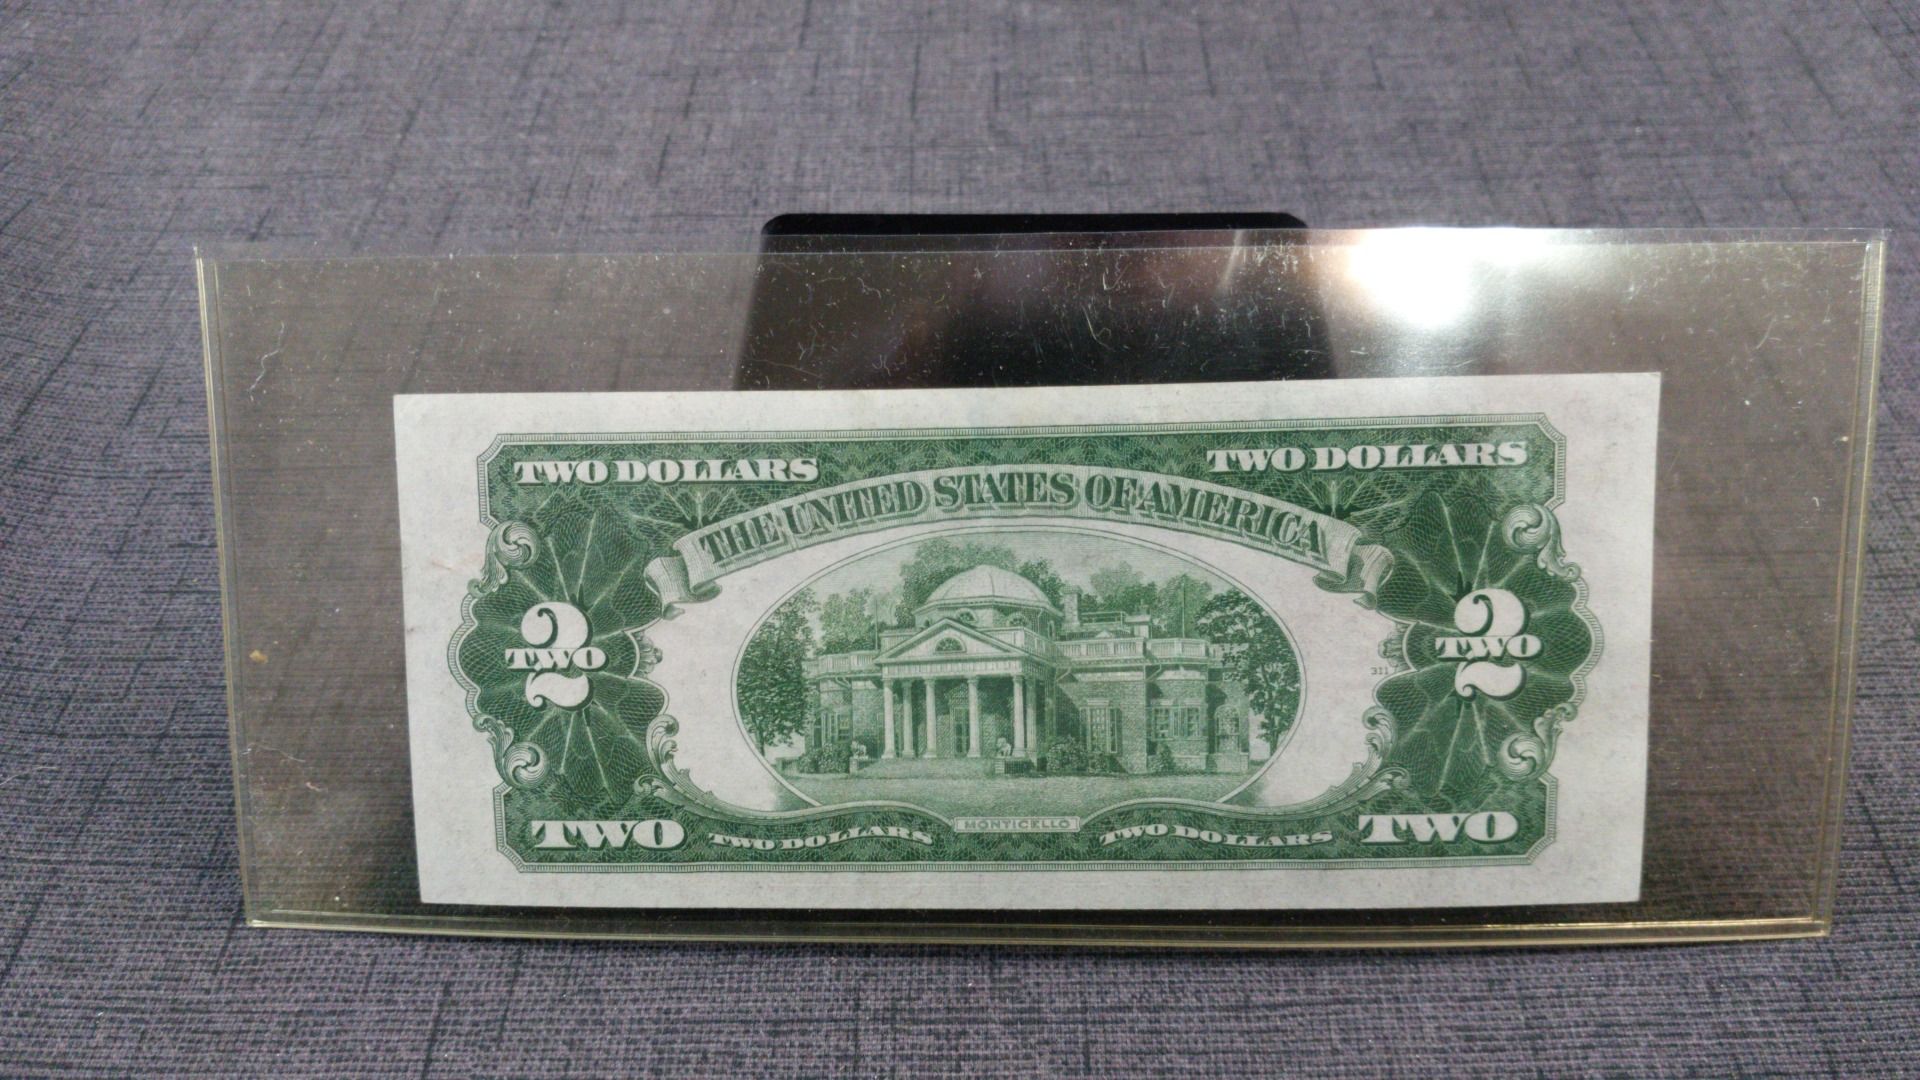 TWO DOLLARS TWO DOLLARS
THE UNITED STATES OF AMERICA
2 TWO
311
2 TWO
TWO TWO DOLLARS MONTICELLO TWO DOLLARS TWO